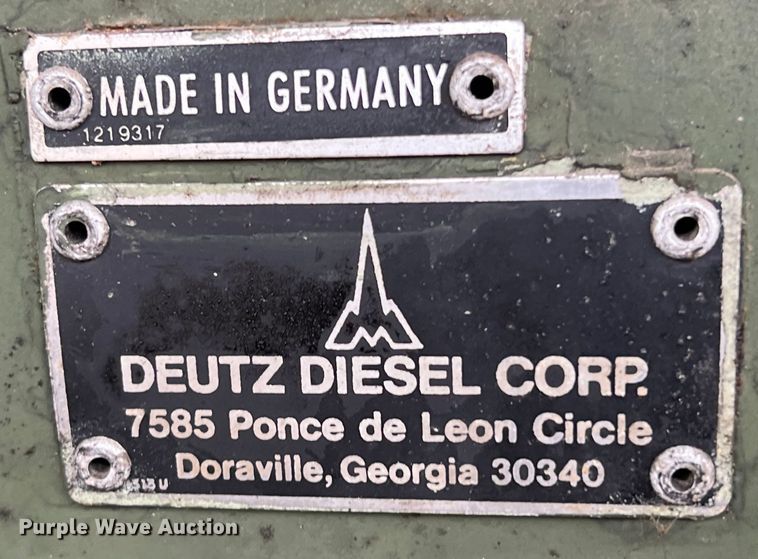 MADE IN GERMANY
1219317
DEUTZ DIESEL CORP.
7585 Ponce de Leon Circle
Doraville, Georgia 30340
Purple Wave Auction